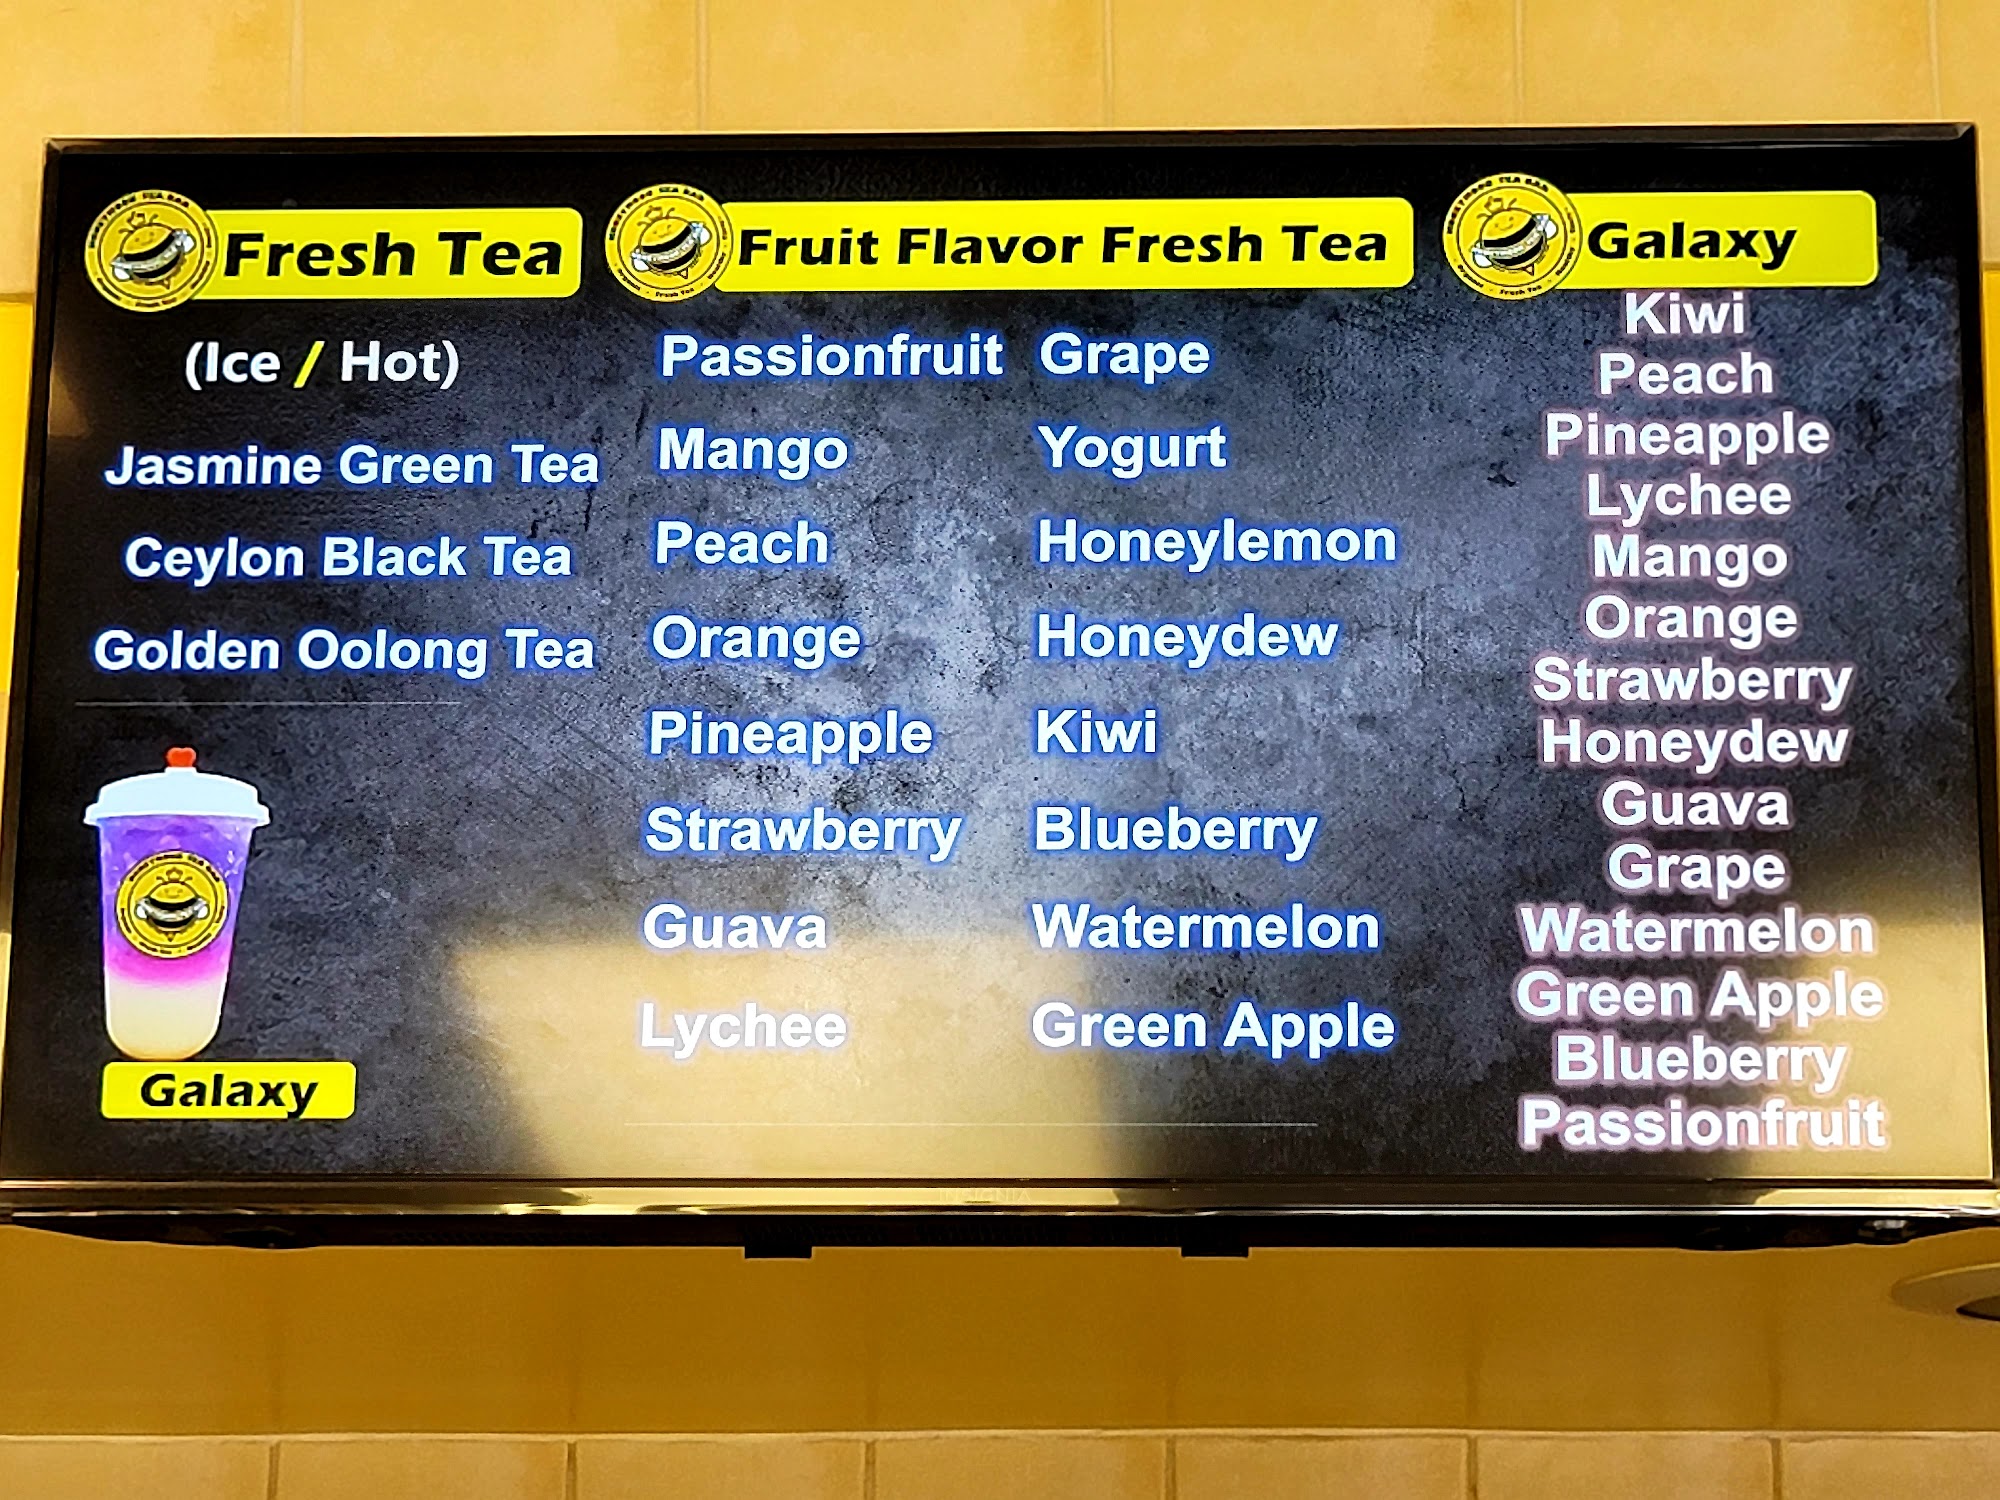 Fresh Tea
(Ice / Hot)
Jasmine Green Tea
Ceylon Black Tea
Golden Oolong Tea
Galaxy
Fruit Flavor Fresh Tea
Passionfruit Grape
Mango Yogurt
Peach Honeylemon
Orange Honeydew
Pineapple Kiwi
Strawberry Blueberry
Guava Watermelon
Lychee Green Apple
Galaxy
Kiwi
Peach
Pineapple
Lychee
Mango
Orange
Strawberry
Honeydew
Guava
Grape
Watermelon
Green Apple
Blueberry
Passionfruit
INSIGNIA